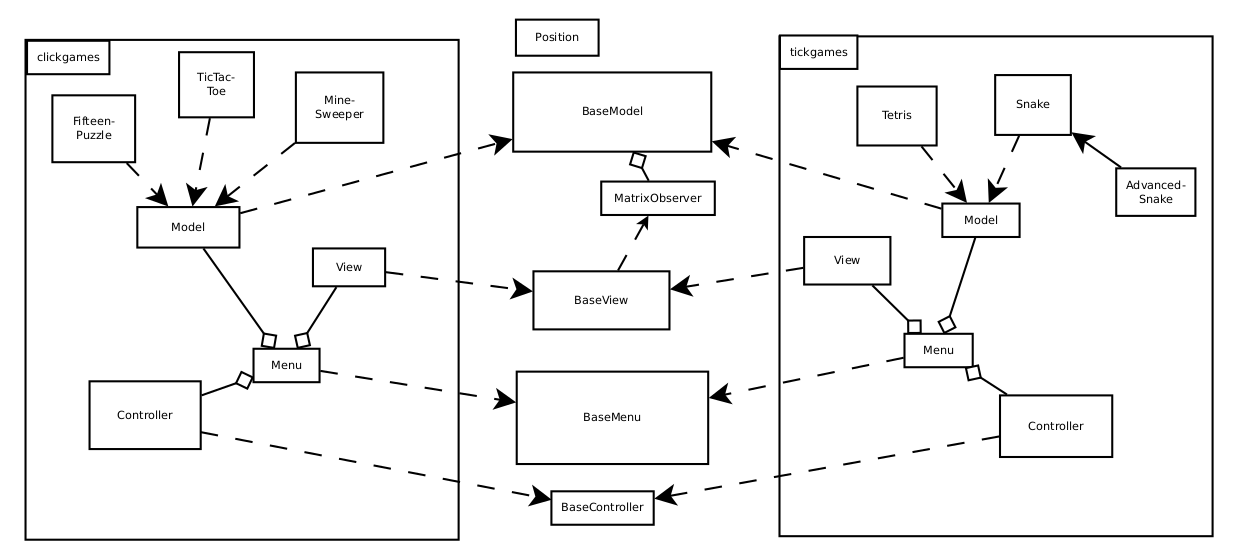 Position
clickgames
tickgames
TicTac-
Toe
Mine-
Sweeper
Fifteen-
Puzzle
BaseModel
Tetris
Snake
Advanced-
Snake
MatrixObserver
Model
Model
View
BaseView
View
Menu
Menu
Controller
BaseMenu
Controller
BaseController